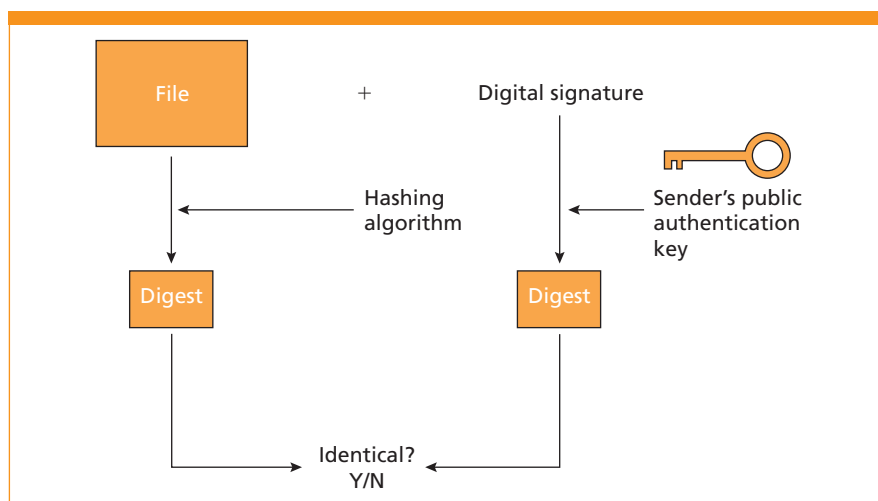 File
+
Digital signature
Hashing
algorithm
Sender's public
authentication
key
Digest
Digest
Identical?
Y/N